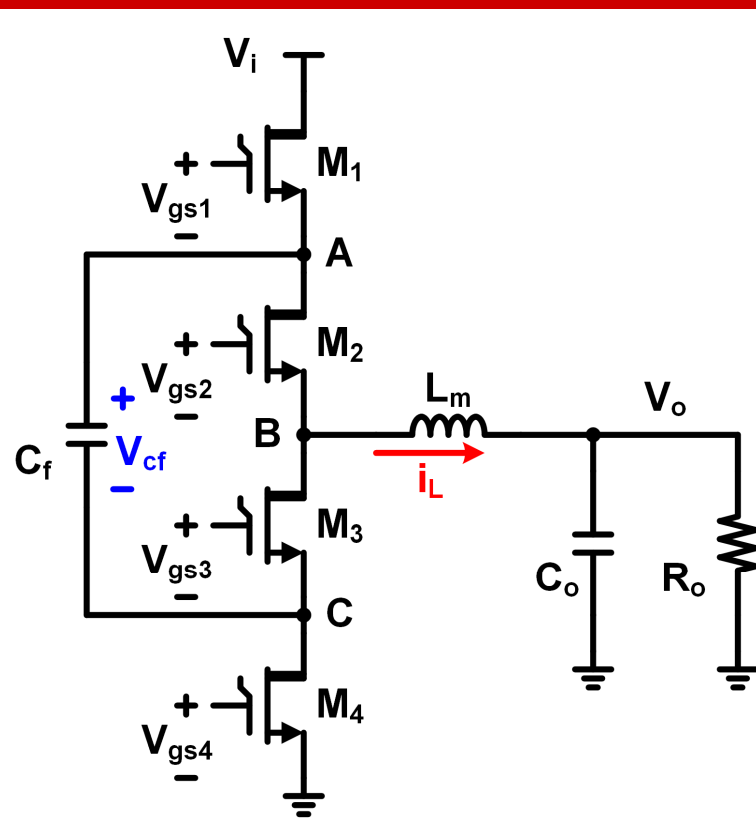 Vi
+
Vgs1
−
M1
A
+
Vgs2
−
M2
+
Vcf
−
Cf
B
Lm
iL
Vo
+
Vgs3
−
M3
Co
Ro
C
+
Vgs4
−
M4